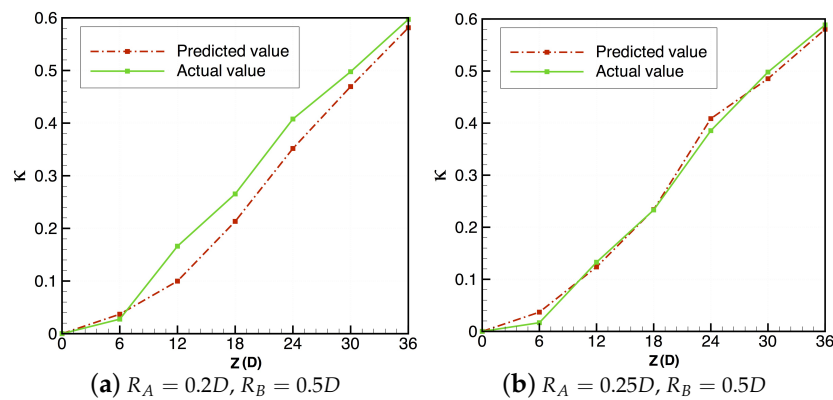 0.6
0.5
0.4
0.3
0.2
0.1
0
κ
Predicted value
Actual value
0 6 12 18 24 30 36
Z (D)
(a) R_A = 0.2D, R_B = 0.5D
0.6
0.5
0.4
0.3
0.2
0.1
0
κ
Predicted value
Actual value
0 6 12 18 24 30 36
Z (D)
(b) R_A = 0.25D, R_B = 0.5D